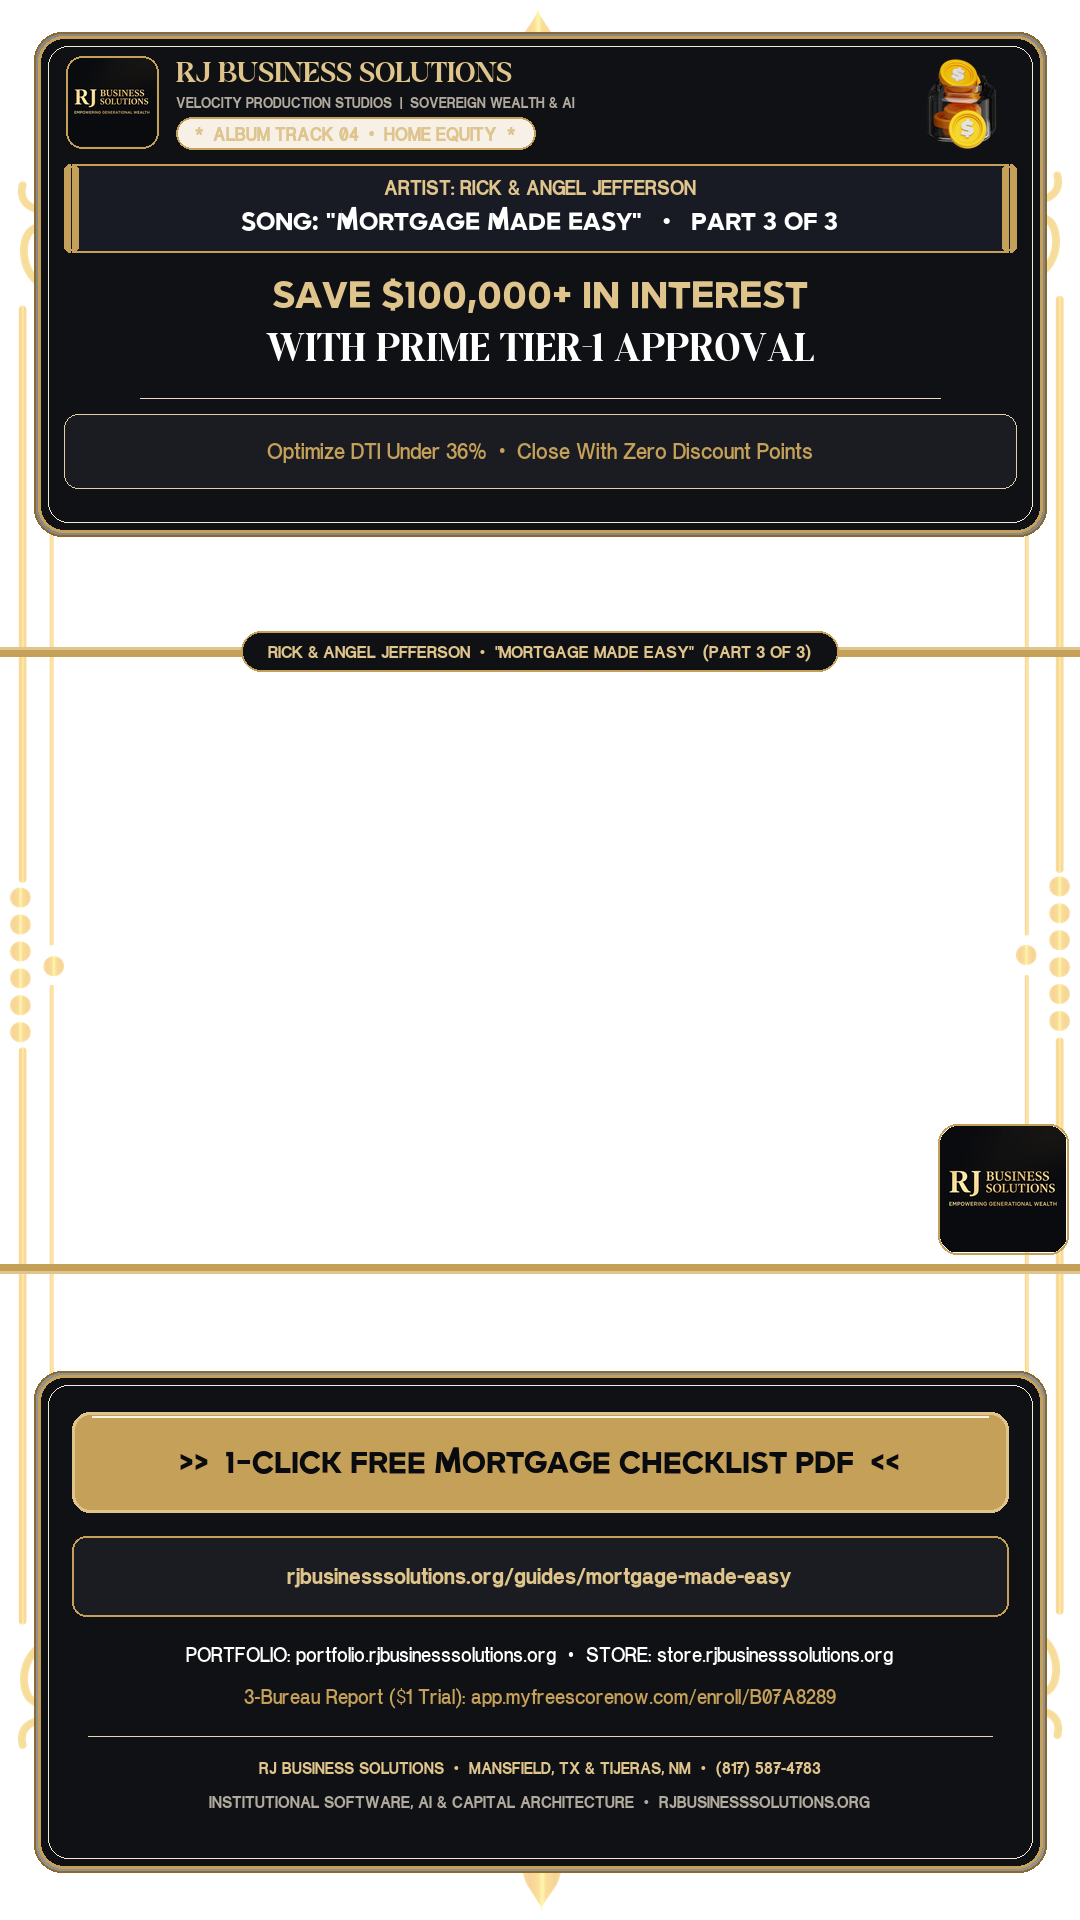 RJ BUSINESS SOLUTIONS
EMPOWERING GENERATIONAL WEALTH
RJ BUSINESS SOLUTIONS
VELOCITY PRODUCTION STUDIOS | SOVEREIGN WEALTH & AI
* ALBUM TRACK 04 • HOME EQUITY *
ARTIST: RICK & ANGEL JEFFERSON
SONG: "MORTGAGE MADE EASY" • PART 3 OF 3
SAVE $100,000+ IN INTEREST
WITH PRIME TIER-1 APPROVAL
Optimize DTI Under 36% • Close With Zero Discount Points
RICK & ANGEL JEFFERSON • "MORTGAGE MADE EASY" (PART 3 OF 3)
RJ BUSINESS SOLUTIONS
EMPOWERING GENERATIONAL WEALTH
>> 1-CLICK FREE MORTGAGE CHECKLIST PDF <<
rjbusinesssolutions.org/guides/mortgage-made-easy
PORTFOLIO: portfolio.rjbusinesssolutions.org • STORE: store.rjbusinesssolutions.org
3-Bureau Report ($1 Trial): app.myfreescorenow.com/enroll/B07A8289
RJ BUSINESS SOLUTIONS • MANSFIELD, TX & TIJERAS, NM • (817) 587-4783
INSTITUTIONAL SOFTWARE, AI & CAPITAL ARCHITECTURE • RJBUSINESSSOLUTIONS.ORG